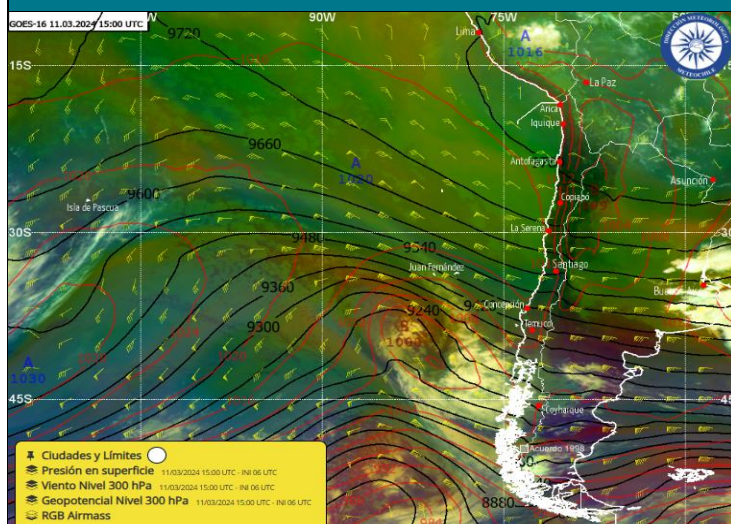 GOES-16 11.03.2024 15:00 UTC
90W
75W
9720
Lima
A
1016
DIRECCIÓN METEOROLÓGICA
METEOCHILE
15S
La Paz
Arica
Iquique
9660
A
1020
Antofagasta
Asunción
9600
Isla de Pascua
Copiapo
La Serena
30S
9480
9540
Juan Fernández
Santiago
9360
9240
Concepción
9300
B
Temuco
A
1030
45S
Coyhaique
Acuerdo 1998
Ciudades y Límites
Presión en superficie 11/03/2024 15:00 UTC - INI 06 UTC
Viento Nivel 300 hPa 11/03/2024 15:00 UTC - INI 06 UTC
Geopotencial Nivel 300 hPa 11/03/2024 15:00 UTC - INI 06 UTC
RGB Airmass
8880